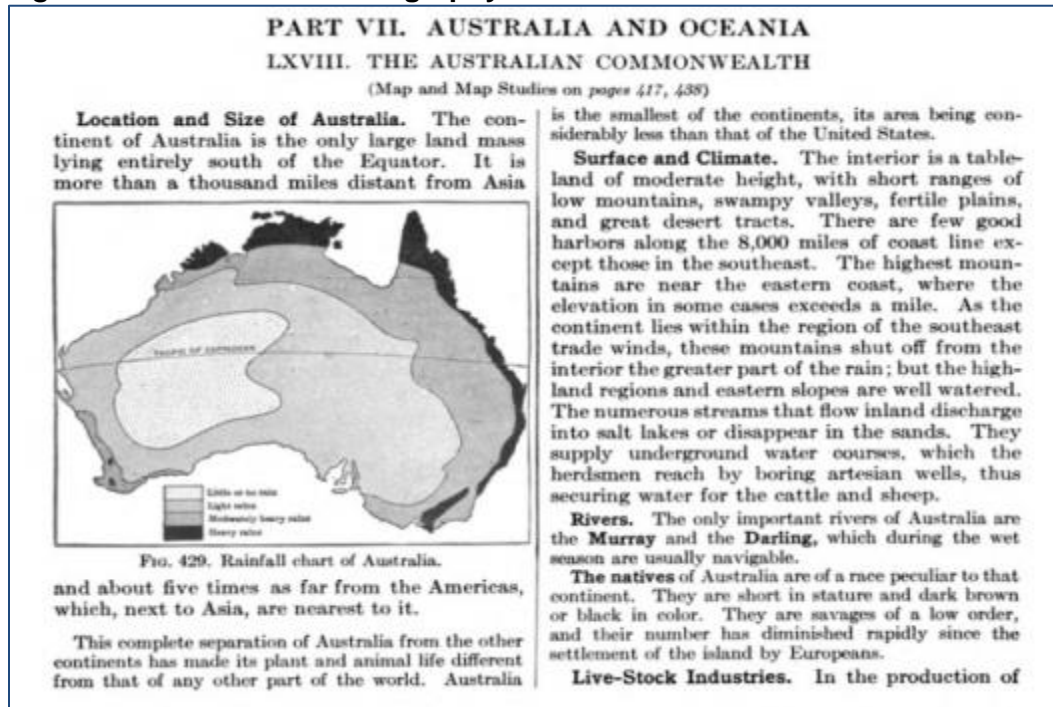 PART VII. AUSTRALIA AND OCEANIA
LXVIII. THE AUSTRALIAN COMMONWEALTH
(Map and Map Studies on pages 417, 438)
Location and Size of Australia. The con-
tinent of Australia is the only large land mass
lying entirely south of the Equator. It is
more than a thousand miles distant from Asia
TROPIC OF CAPRICORN
Little or no rain
Light rains
Moderately heavy rains
Heavy rains
FIG. 429. Rainfall chart of Australia.
and about five times as far from the Americas,
which, next to Asia, are nearest to it.
This complete separation of Australia from the other
continents has made its plant and animal life different
from that of any other part of the world. Australia
is the smallest of the continents, its area being con-
siderably less than that of the United States.
Surface and Climate. The interior is a table-
land of moderate height, with short ranges of
low mountains, swampy valleys, fertile plains,
and great desert tracts. There are few good
harbors along the 8,000 miles of coast line ex-
cept those in the southeast. The highest moun-
tains are near the eastern coast, where the
elevation in some cases exceeds a mile. As the
continent lies within the region of the southeast
trade winds, these mountains shut off from the
interior the greater part of the rain; but the high-
land regions and eastern slopes are well watered.
The numerous streams that flow inland discharge
into salt lakes or disappear in the sands. They
supply underground water courses, which the
herdsmen reach by boring artesian wells, thus
securing water for the cattle and sheep.
Rivers. The only important rivers of Australia are
the Murray and the Darling, which during the wet
season are usually navigable.
The natives of Australia are of a race peculiar to that
continent. They are short in stature and dark brown
or black in color. They are savages of a low order,
and their number has diminished rapidly since the
settlement of the island by Europeans.
Live-Stock Industries. In the production of